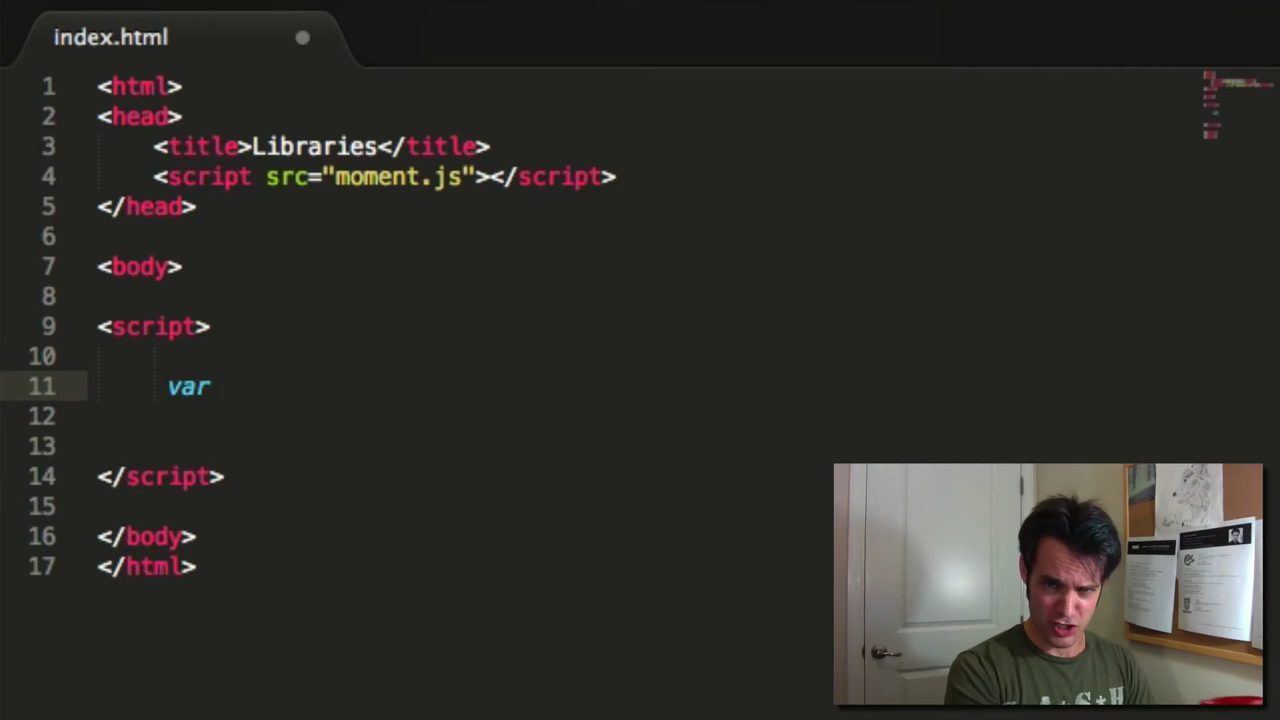 index.html
1 <html>
2 <head>
3 <title>Libraries</title>
4 <script src="moment.js"></script>
5 </head>
6
7 <body>
8
9 <script>
10
11 var
12
13
14 </script>
15
16 </body>
17 </html>